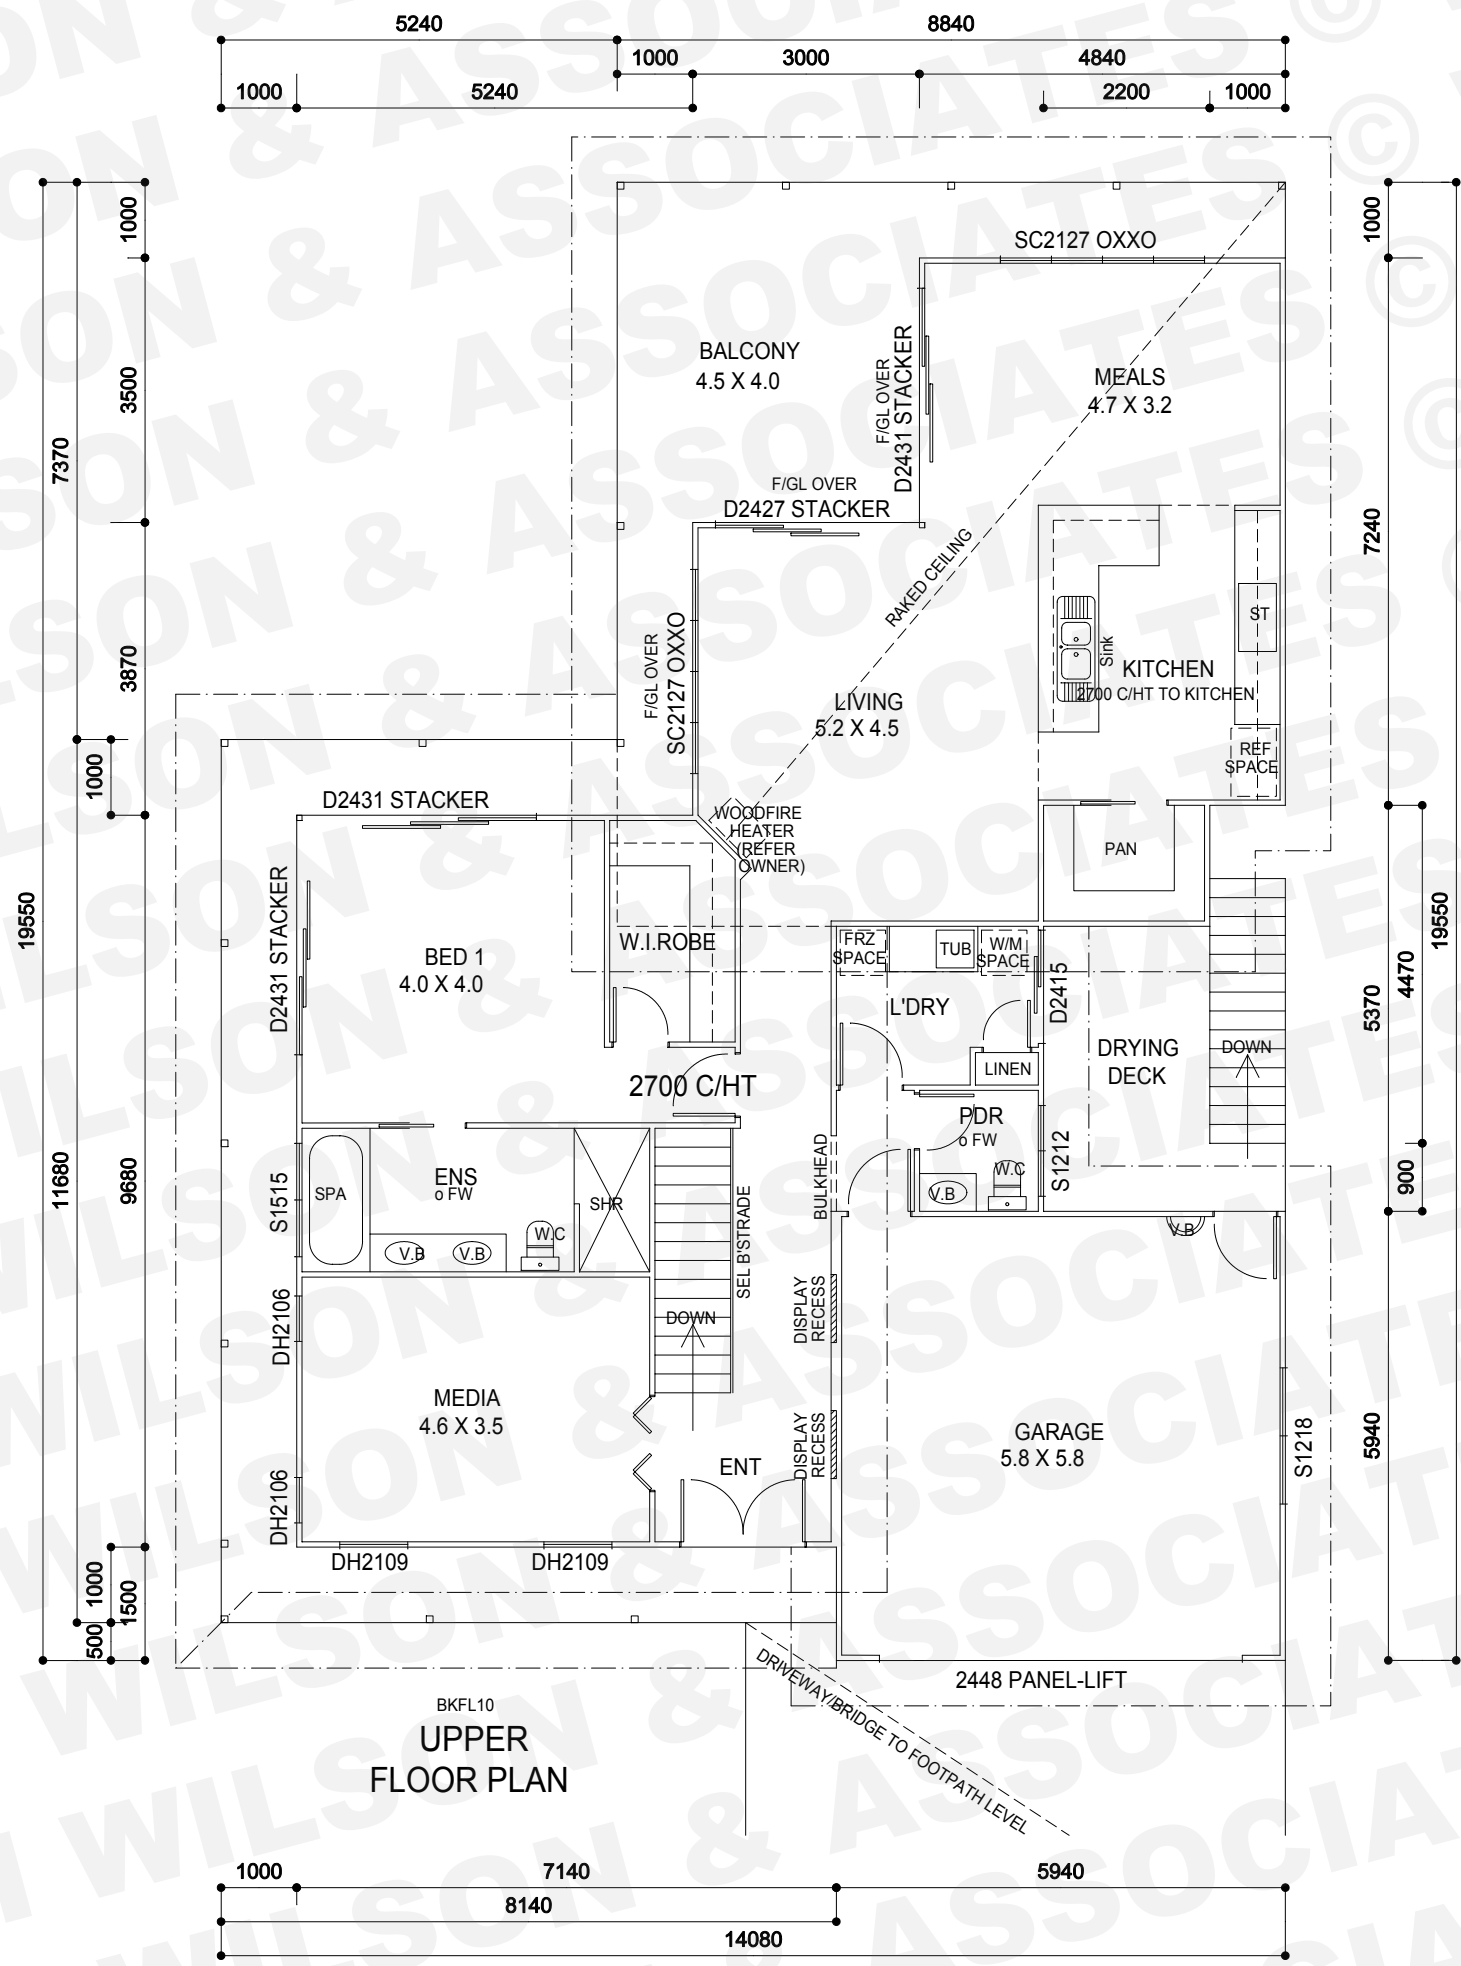 5240
8840
1000
3000
4840
1000
5240
2200
1000
1000
3500
7370
3870
1000
19550
11680
9680
1000
1500
500
1000
7240
19550
4470
5370
900
5940
SC2127 OXXO
BALCONY
4.5 X 4.0
F/GL OVER
D2431 STACKER
MEALS
4.7 X 3.2
F/GL OVER
D2427 STACKER
RAKED CEILING
F/GL OVER
SC2127 OXXO
LIVING
5.2 X 4.5
Sink
ST
KITCHEN
2700 C/HT TO KITCHEN
REF
SPACE
D2431 STACKER
WOODFIRE
HEATER
(REFER
OWNER)
PAN
D2431 STACKER
BED 1
4.0 X 4.0
W.I.ROBE
FRZ
SPACE
TUB
W/M
SPACE
D2415
L'DRY
LINEN
DRYING
DECK
DOWN
2700 C/HT
PDR
o FW
W.C
V.B
S1212
BULKHEAD
S1515
SPA
ENS
o FW
SHR
W.C
V.B
V.B
SEL B'STRADE
DOWN
V.B
DISPLAY
RECESS
DISPLAY
RECESS
DH2106
MEDIA
4.6 X 3.5
DH2106
ENT
GARAGE
5.8 X 5.8
S1218
DH2109
DH2109
2448 PANEL-LIFT
DRIVEWAY/BRIDGE TO FOOTPATH LEVEL
BKFL10
UPPER
FLOOR PLAN
1000
7140
5940
8140
14080
WILSON & ASSOCIATES ©
WILSON & ASSOCIATES ©
WILSON & ASSOCIATES ©